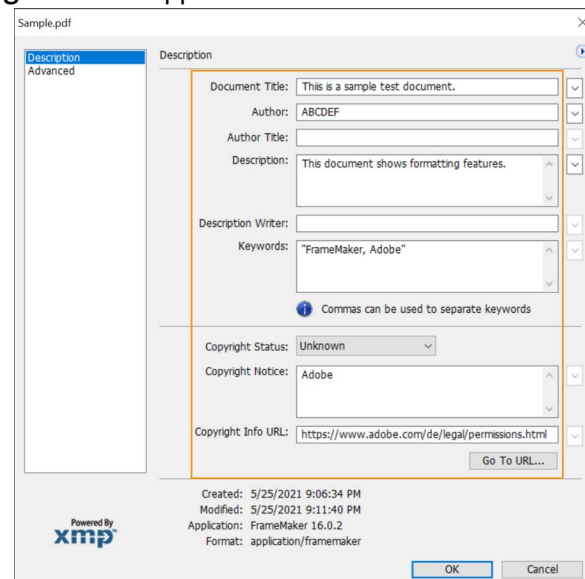 Sample.pdf
Description
Advanced
Description
Document Title: Thiis is a sample test document.
Author: ABCDEF
Author Title:
Description: This document shows formatting features.
Description Writer:
Keywords: "FrameMaker, Adobe"
Commas can be used to separate keywords
Copyright Status: Unknown
Copyright Notice: Adobe
Copyright Info URL: https://www.adobe.com/de/legal/permissions.html
Go To URL...
Created: 5/25/2021 9:06:34 PM
Modified: 5/25/2021 9:11:40 PM
Application: FrameMaker 16.0.2
Format: application/framemaker
Powered By
xmp
OK Cancel